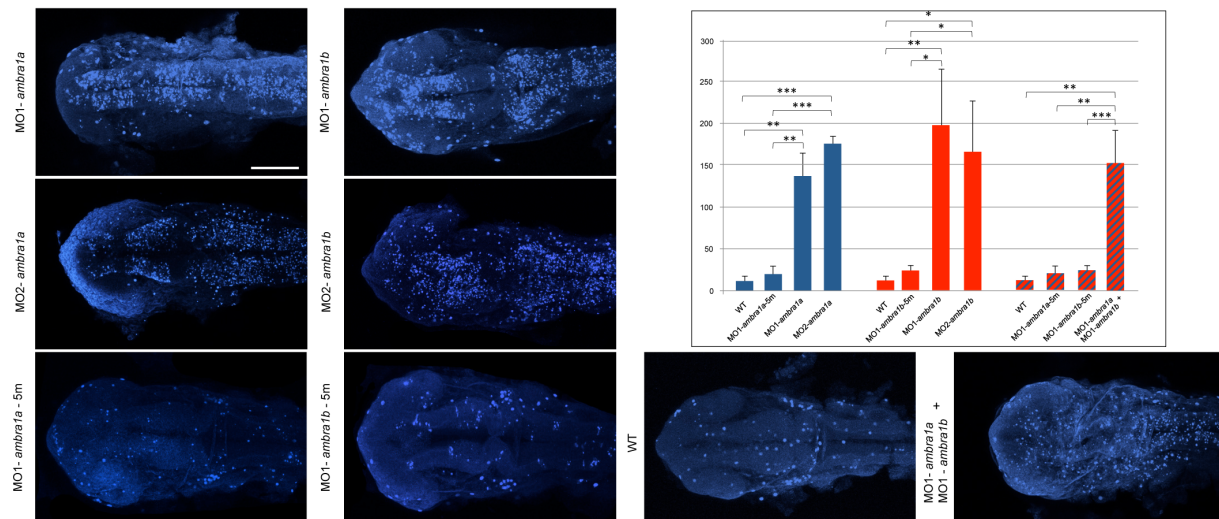 MO1- ambra1a
MO1- ambra1b
MO2- ambra1a
MO2- ambra1b
MO1- ambra1a - 5m
MO1- ambra1b - 5m
300
250
200
150
100
50
0
*
*
**
*
***
***
**
**
**
**
***
WT
MO1-ambra1a-5m
MO1-ambra1a
MO2-ambra1a
WT
MO1-ambra1b-5m
MO1-ambra1b
MO2-ambra1b
WT
MO1-ambra1a-5m
MO1-ambra1b-5m
MO1-ambra1a
MO1-ambra1b +
WT
MO1- ambra1a +
MO1 - ambra1b